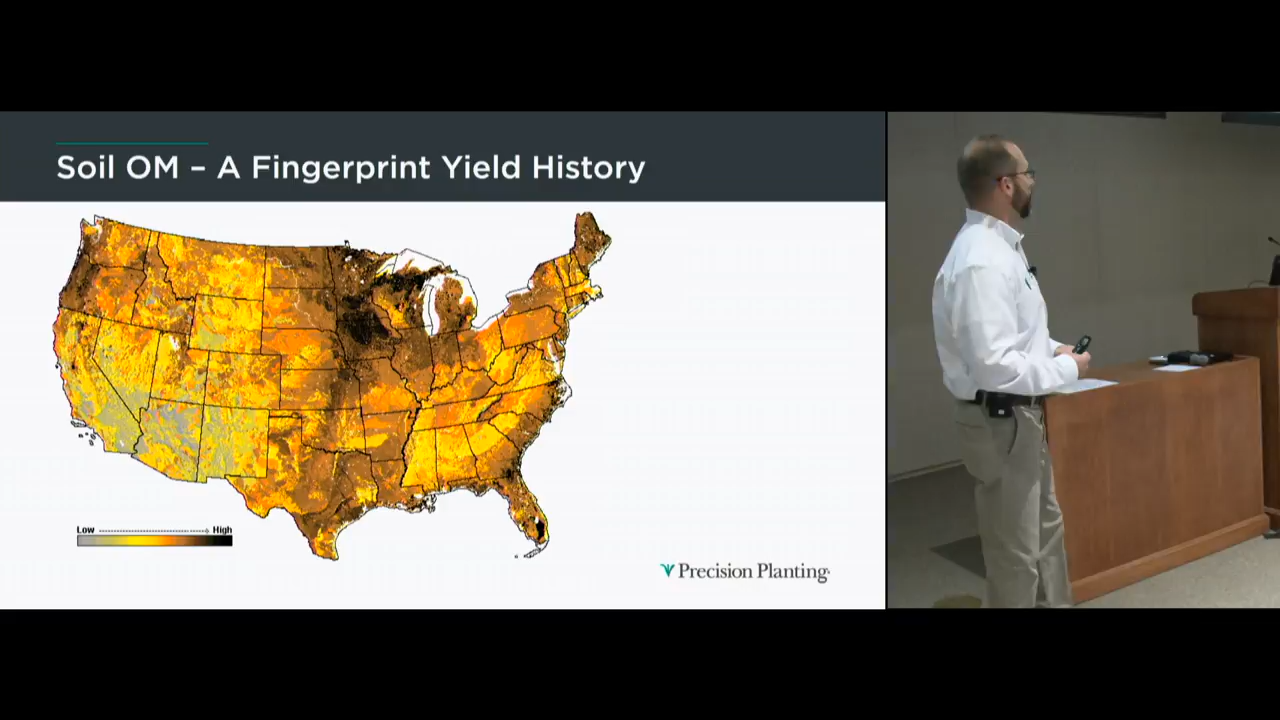 Soil OM – A Fingerprint Yield History
Low
High
Precision Planting.